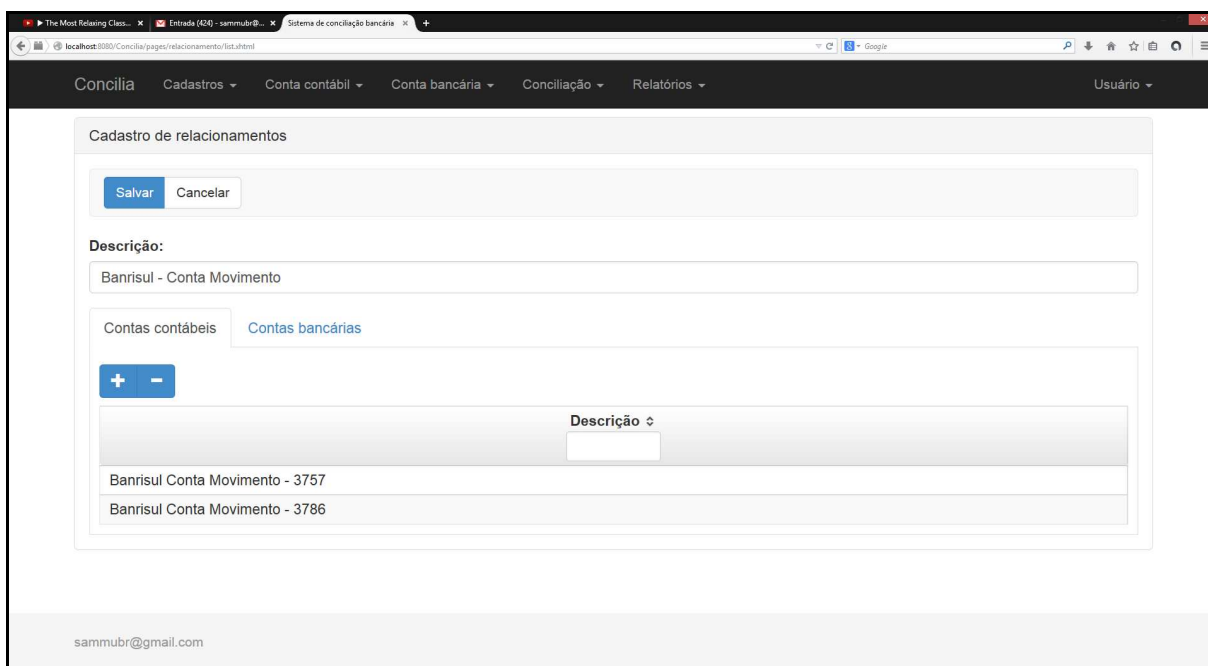 ▶ The Most Relaxing Class... ×
Entrada (424) - sammubr@... ×
Sistema de conciliação bancária ×
+
localhost:8080/Concilia/pages/relacionamento/list.xhtml
Google
Concilia Cadastros Conta contábil Conta bancária Conciliação Relatórios Usuário
Cadastro de relacionamentos
Salvar Cancelar
Descrição:
Banrisul - Conta Movimento
Contas contábeis Contas bancárias
+ -
Descrição
Banrisul Conta Movimento - 3757
Banrisul Conta Movimento - 3786
sammubr@gmail.com